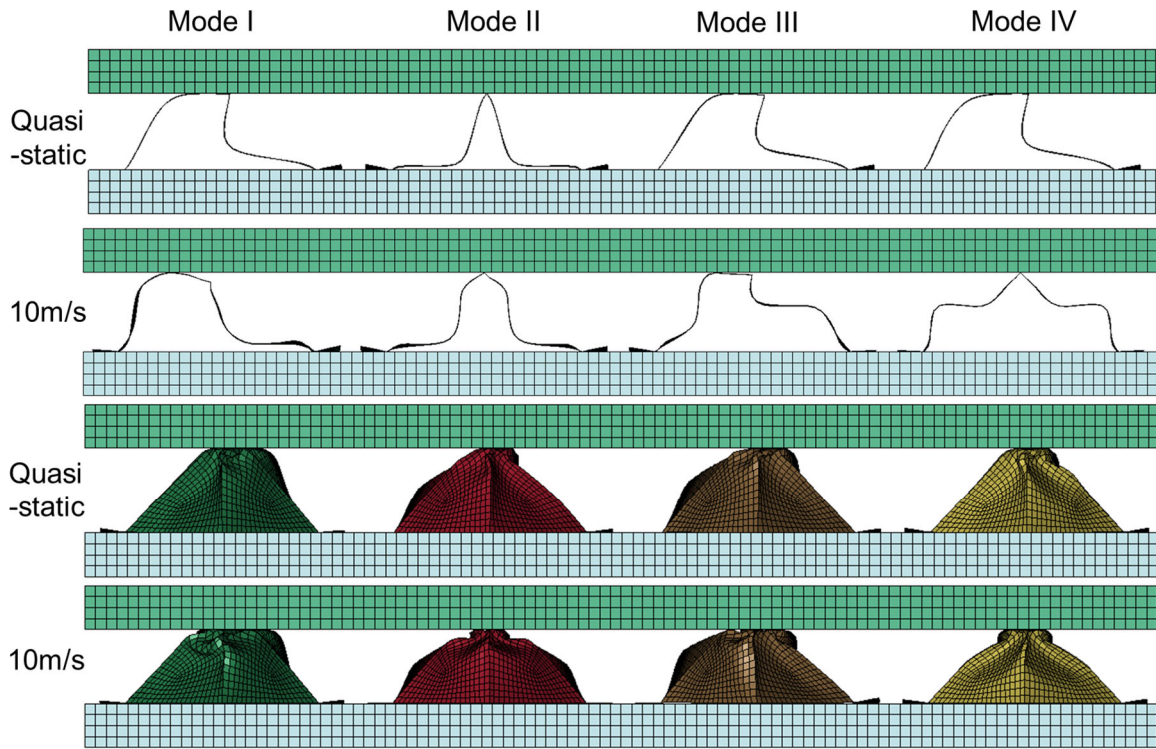 Mode I Mode II Mode III Mode IV
Quasi
-static
10m/s
Quasi
-static
10m/s